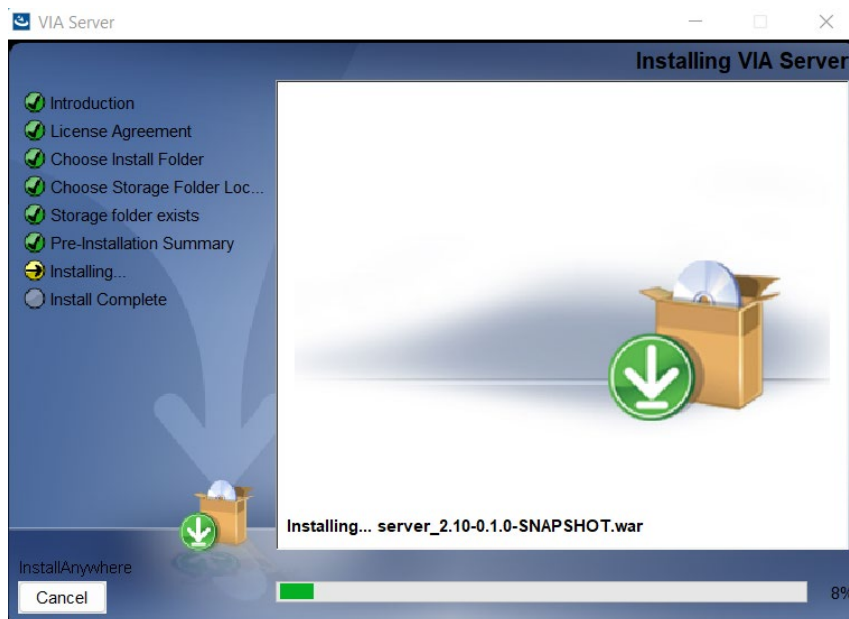 VIA Server
Installing VIA Server
Introduction
License Agreement
Choose Install Folder
Choose Storage Folder Loc...
Storage folder exists
Pre-Installation Summary
Installing...
Install Complete
Installing... server_2.10-0.1.0-SNAPSHOT.war
InstallAnywhere
Cancel
8%